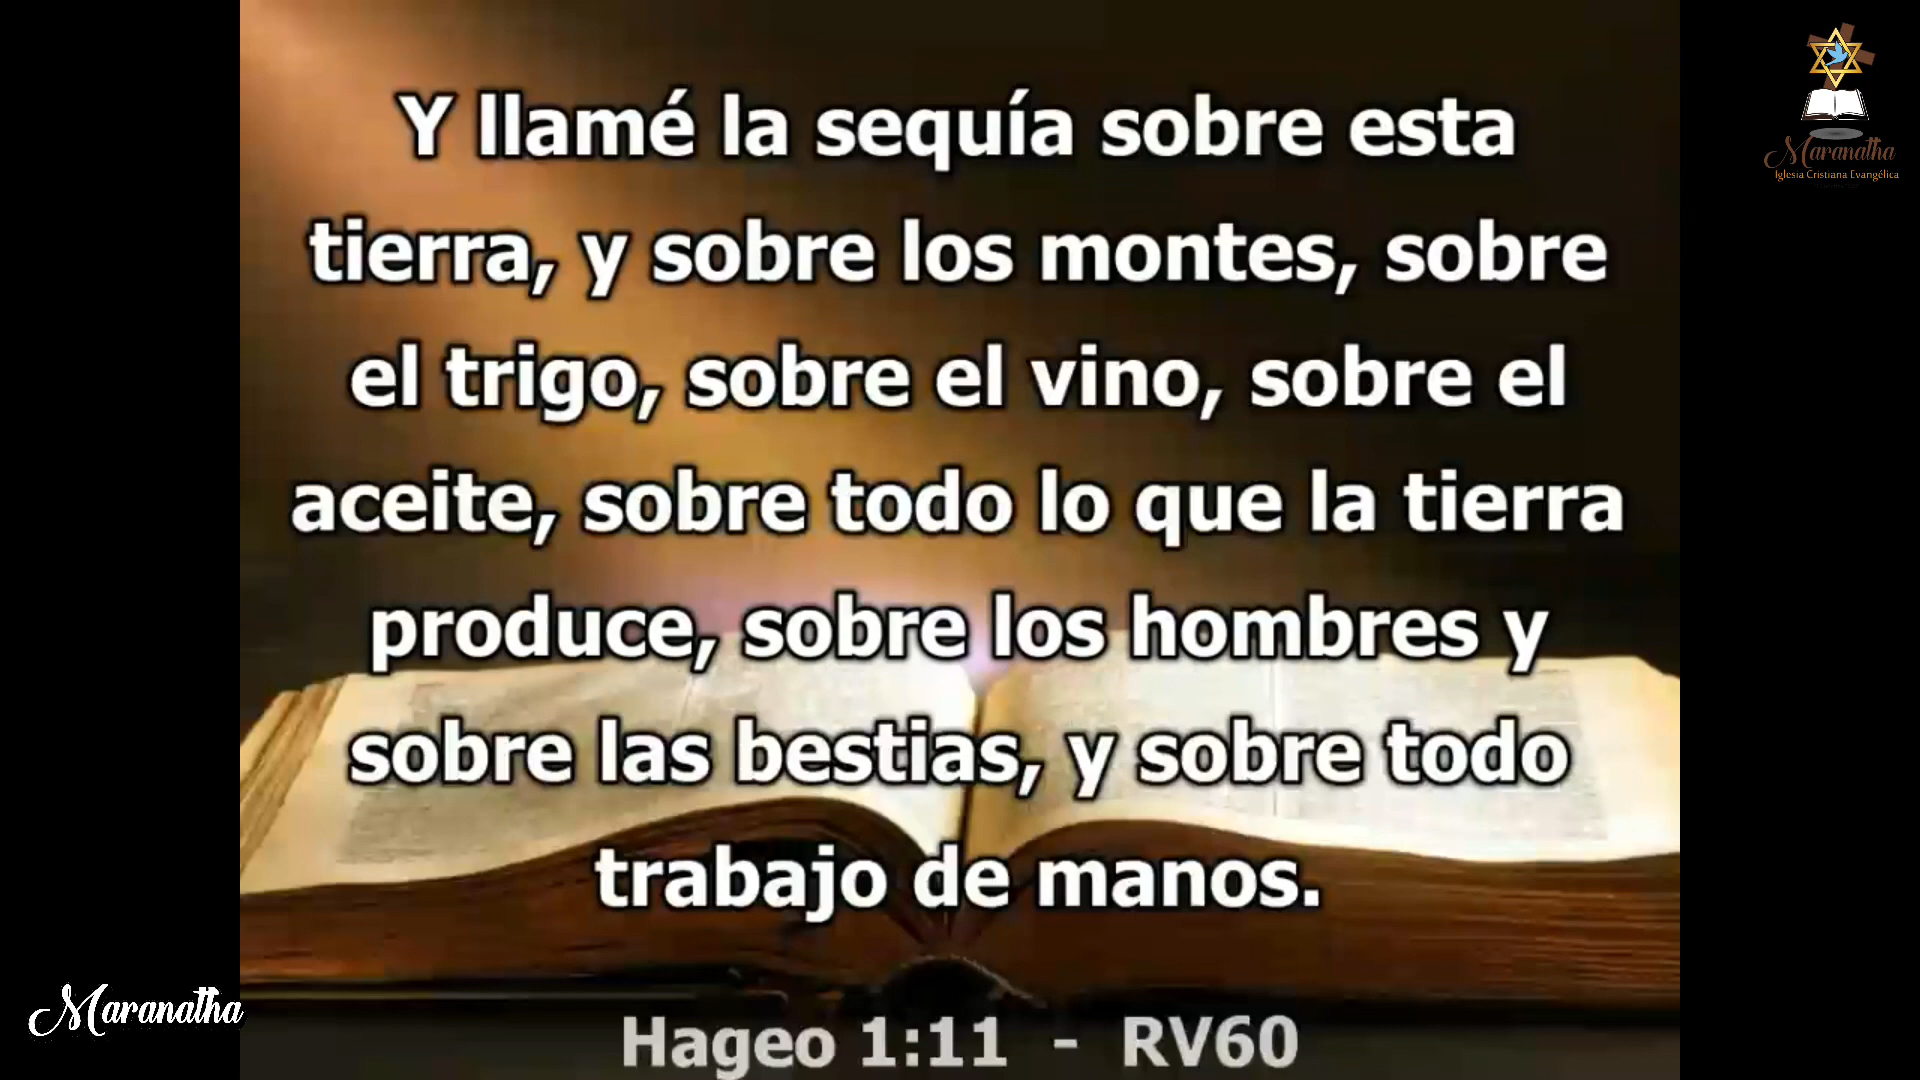 Y llamé la sequía sobre esta
tierra, y sobre los montes, sobre
el trigo, sobre el vino, sobre el
aceite, sobre todo lo que la tierra
produce, sobre los hombres y
sobre las bestias, y sobre todo
trabajo de manos.
Hageo 1:11 - RV60
Maranatha
Maranatha
Iglesia Cristiana Evangélica